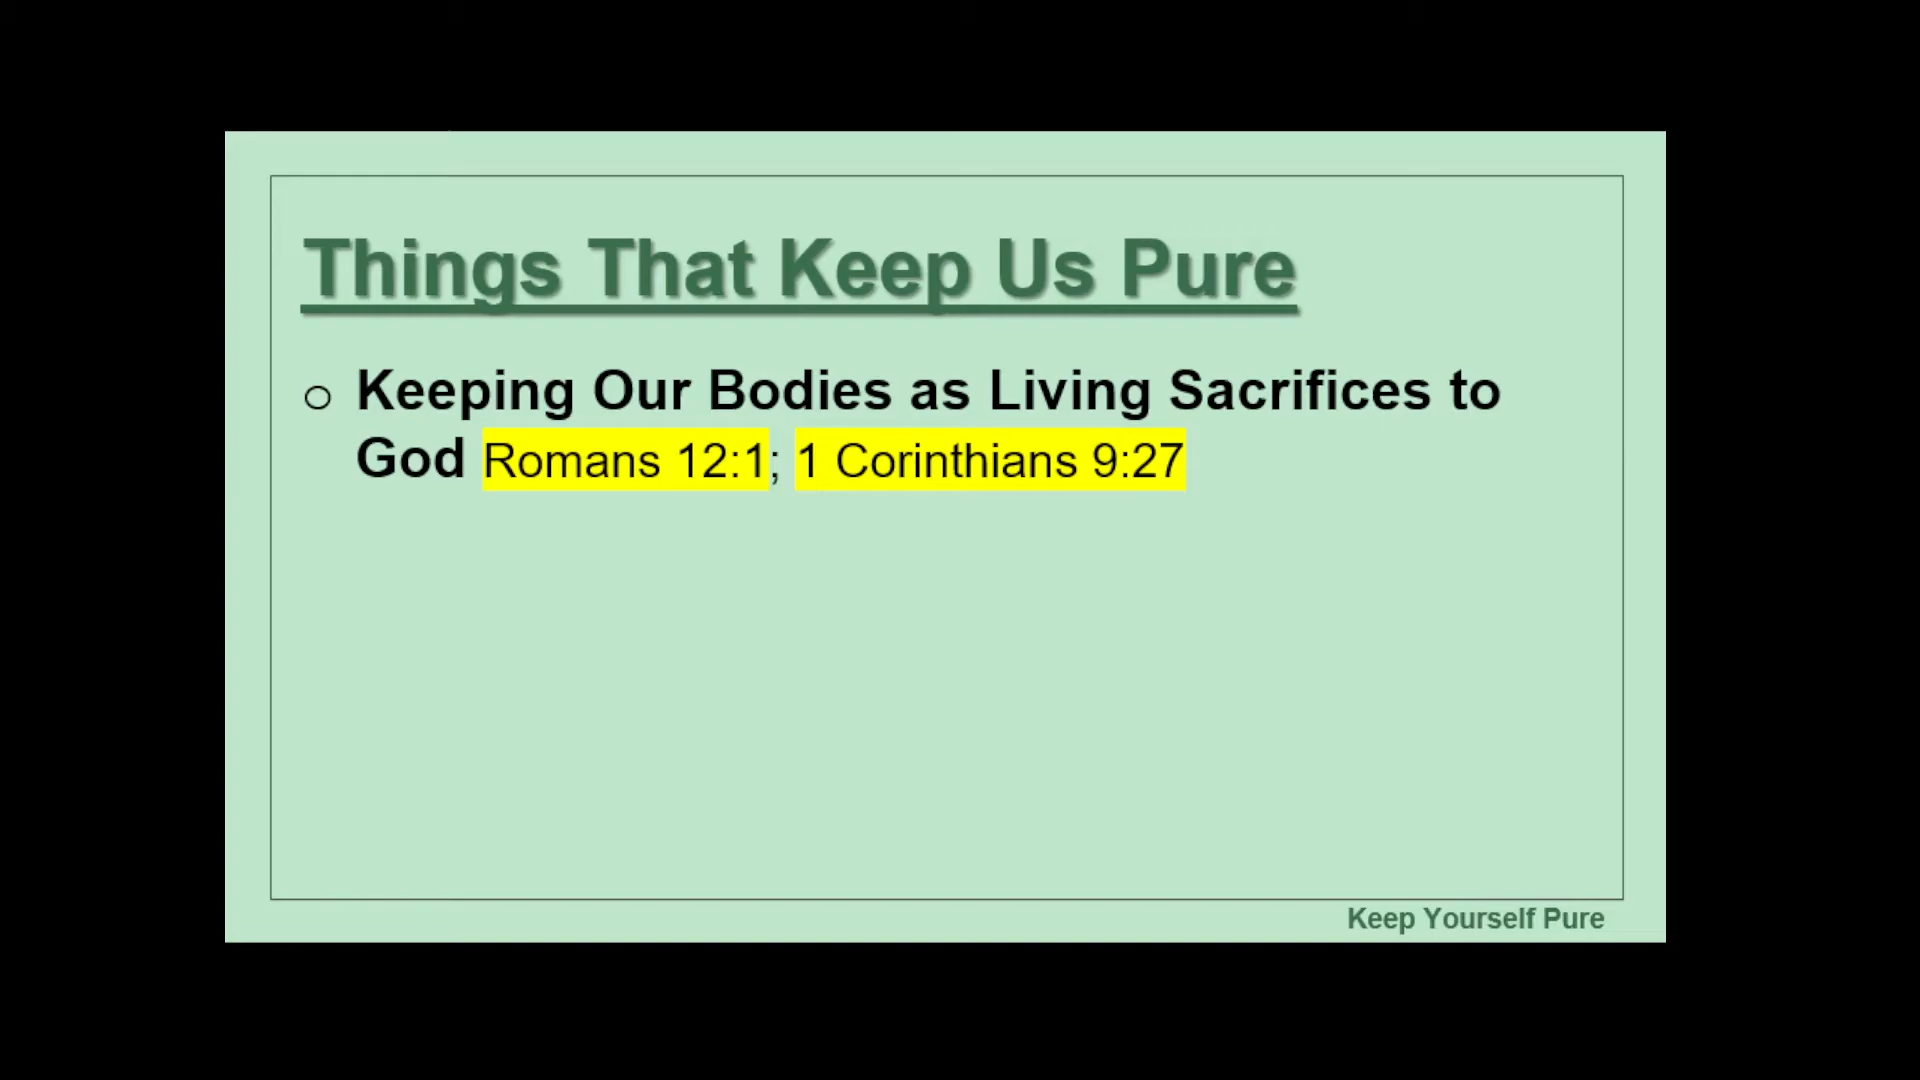 Things That Keep Us Pure
○ Keeping Our Bodies as Living Sacrifices to
God Romans 12:1; 1 Corinthians 9:27
Keep Yourself Pure